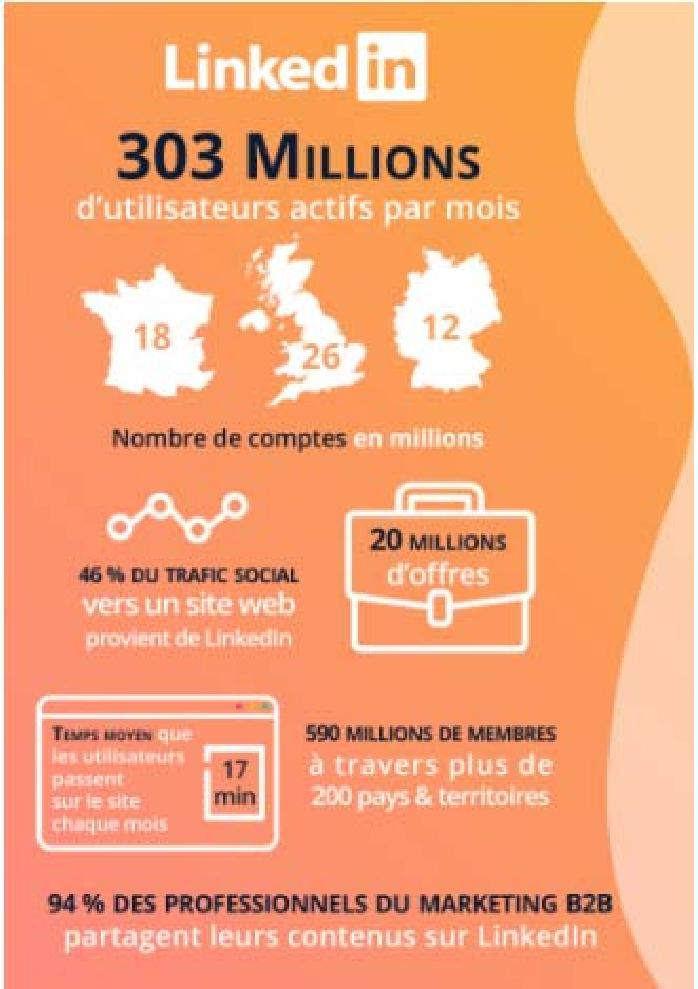 Linked in
303 MILLIONS
d'utilisateurs actifs par mois
18
26
12
Nombre de comptes en millions
46 % DU TRAFIC SOCIAL
vers un site web
provient de LinkedIn
20 MILLIONS
d'offres
TEMPS MOYEN que
les utilisateurs
passent
sur le site
chaque mois
17
min
590 MILLIONS DE MEMBRES
à travers plus de
200 pays & territoires
94 % DES PROFESSIONNELS DU MARKETING B2B
partagent leurs contenus sur LinkedIn